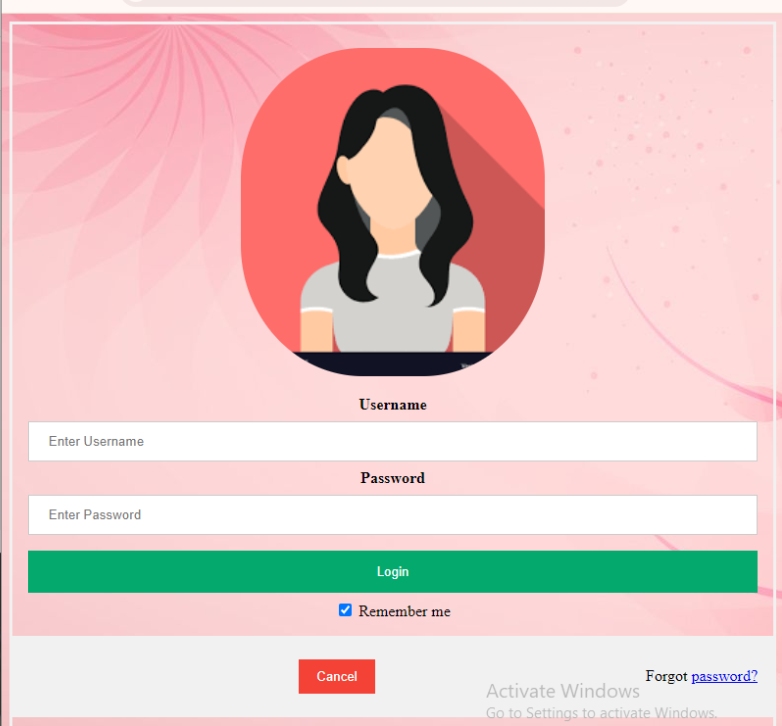 Username
Enter Username
Password
Enter Password
Login
Remember me
Cancel
Forgot password?
Activate Windows
Go to Settings to activate Windows.